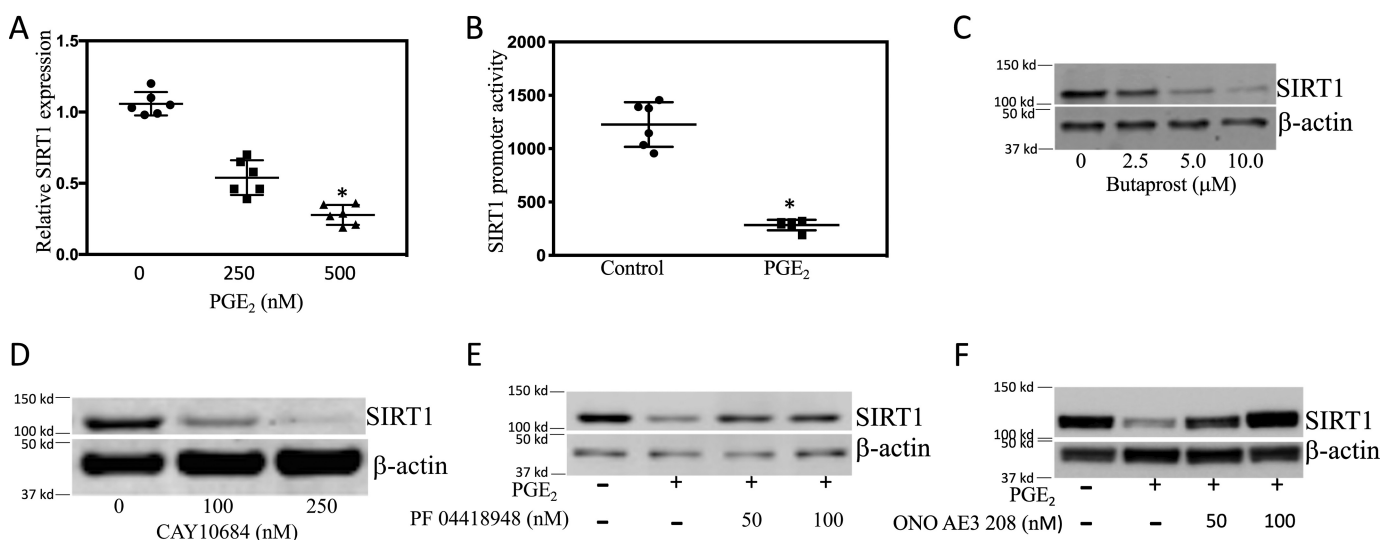 A
Relative SIRT1 expression
1.5
1.0
0.5
0.0
*
0 250 500
PGE2 (nM)
B
SIRT1 promoter activity
2000
1500
1000
500
0
*
Control PGE2
C
150 kd
100 kd
50 kd
37 kd
SIRT1
β-actin
0 2.5 5.0 10.0
Butaprost (μM)
D
150 kd
100 kd
50 kd
37 kd
SIRT1
β-actin
0 100 250
CAY10684 (nM)
E
150 kd
100 kd
50 kd
37 kd
SIRT1
β-actin
PGE2 – + + +
PF 04418948 (nM) – – 50 100
F
150 kd
100 kd
50 kd
37 kd
SIRT1
β-actin
PGE2 – + + +
ONO AE3 208 (nM) – – 50 100